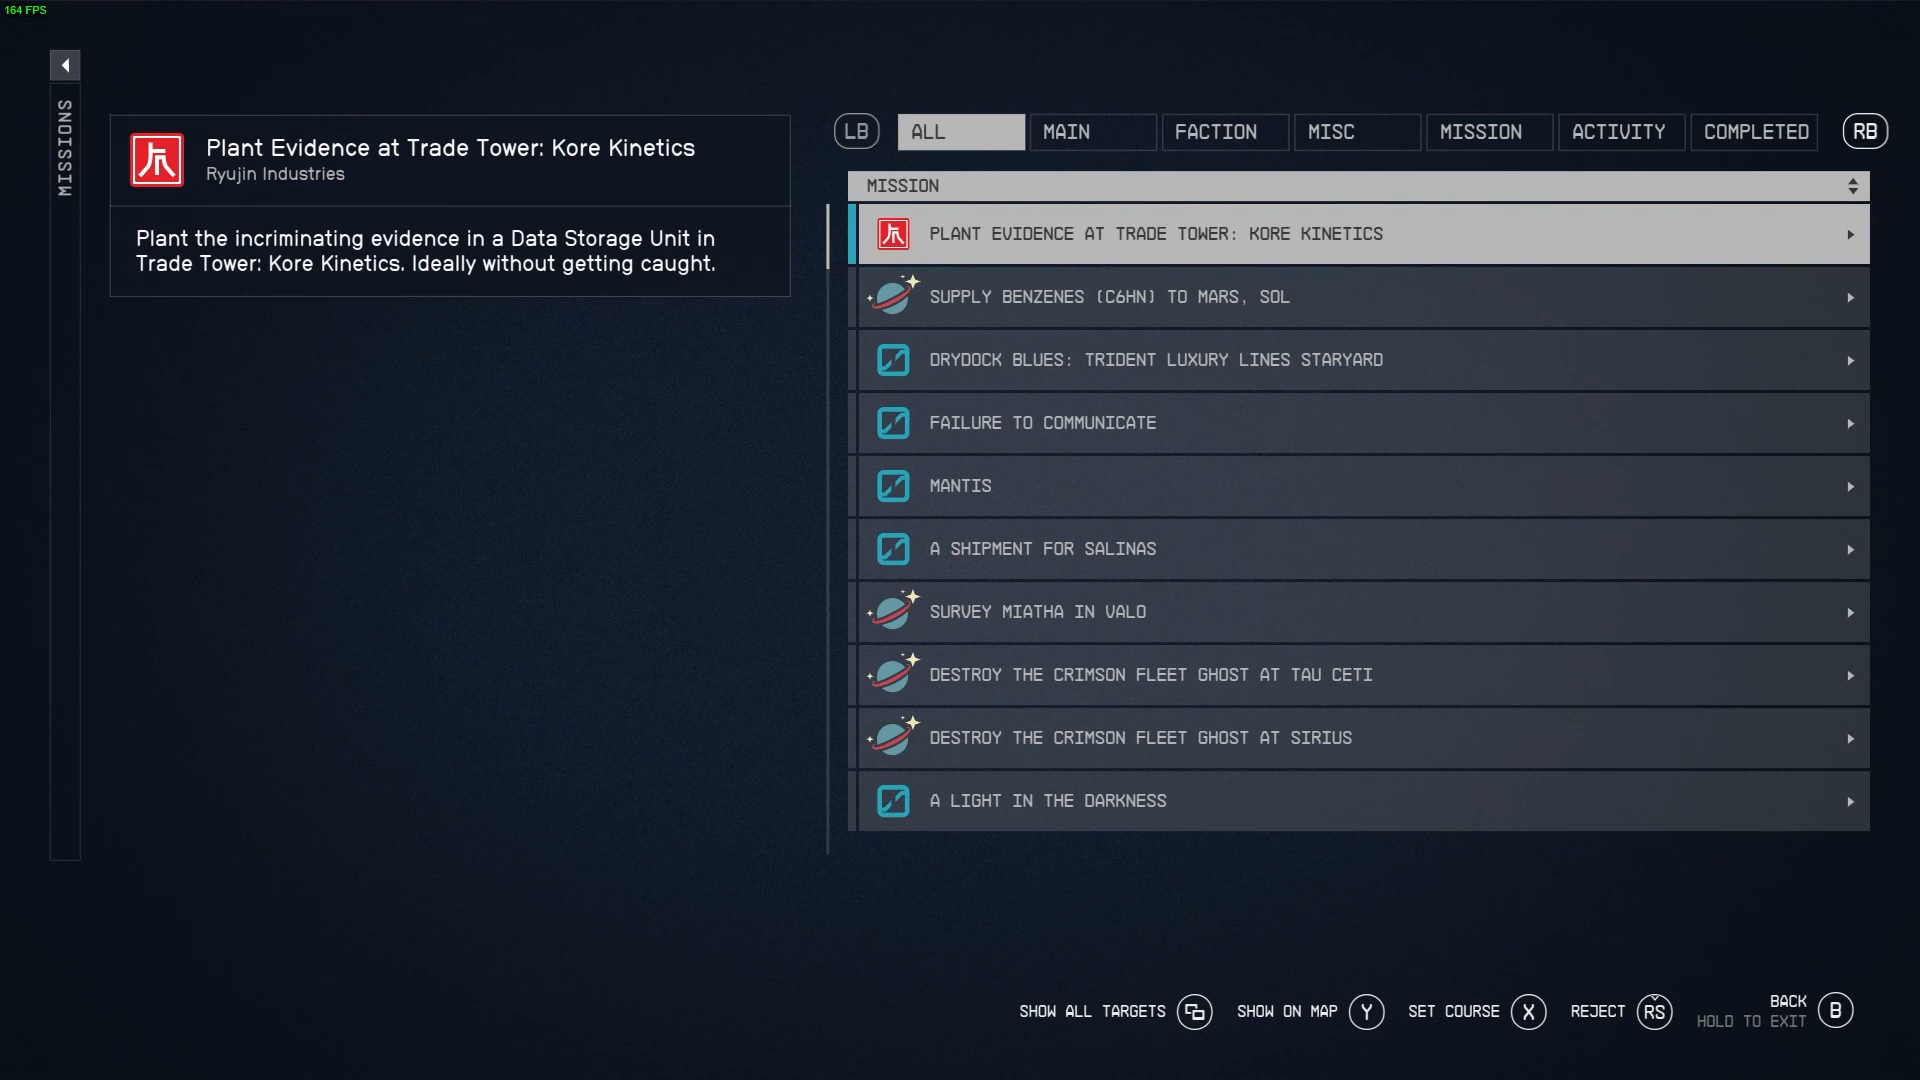 164 FPS
MISSIONS
Plant Evidence at Trade Tower: Kore Kinetics
Ryujin Industries
Plant the incriminating evidence in a Data Storage Unit in
Trade Tower: Kore Kinetics. Ideally without getting caught.
LB ALL MAIN FACTION MISC MISSION ACTIVITY COMPLETED RB
MISSION
PLANT EVIDENCE AT TRADE TOWER: KORE KINETICS
SUPPLY BENZENES (C6HN) TO MARS, SOL
DRYDOCK BLUES: TRIDENT LUXURY LINES STARYARD
FAILURE TO COMMUNICATE
MANTIS
A SHIPMENT FOR SALINAS
SURVEY MIATHA IN VALO
DESTROY THE CRIMSON FLEET GHOST AT TAU CETI
DESTROY THE CRIMSON FLEET GHOST AT SIRIUS
A LIGHT IN THE DARKNESS
SHOW ALL TARGETS SHOW ON MAP Y SET COURSE X REJECT RS BACK B
HOLD TO EXIT